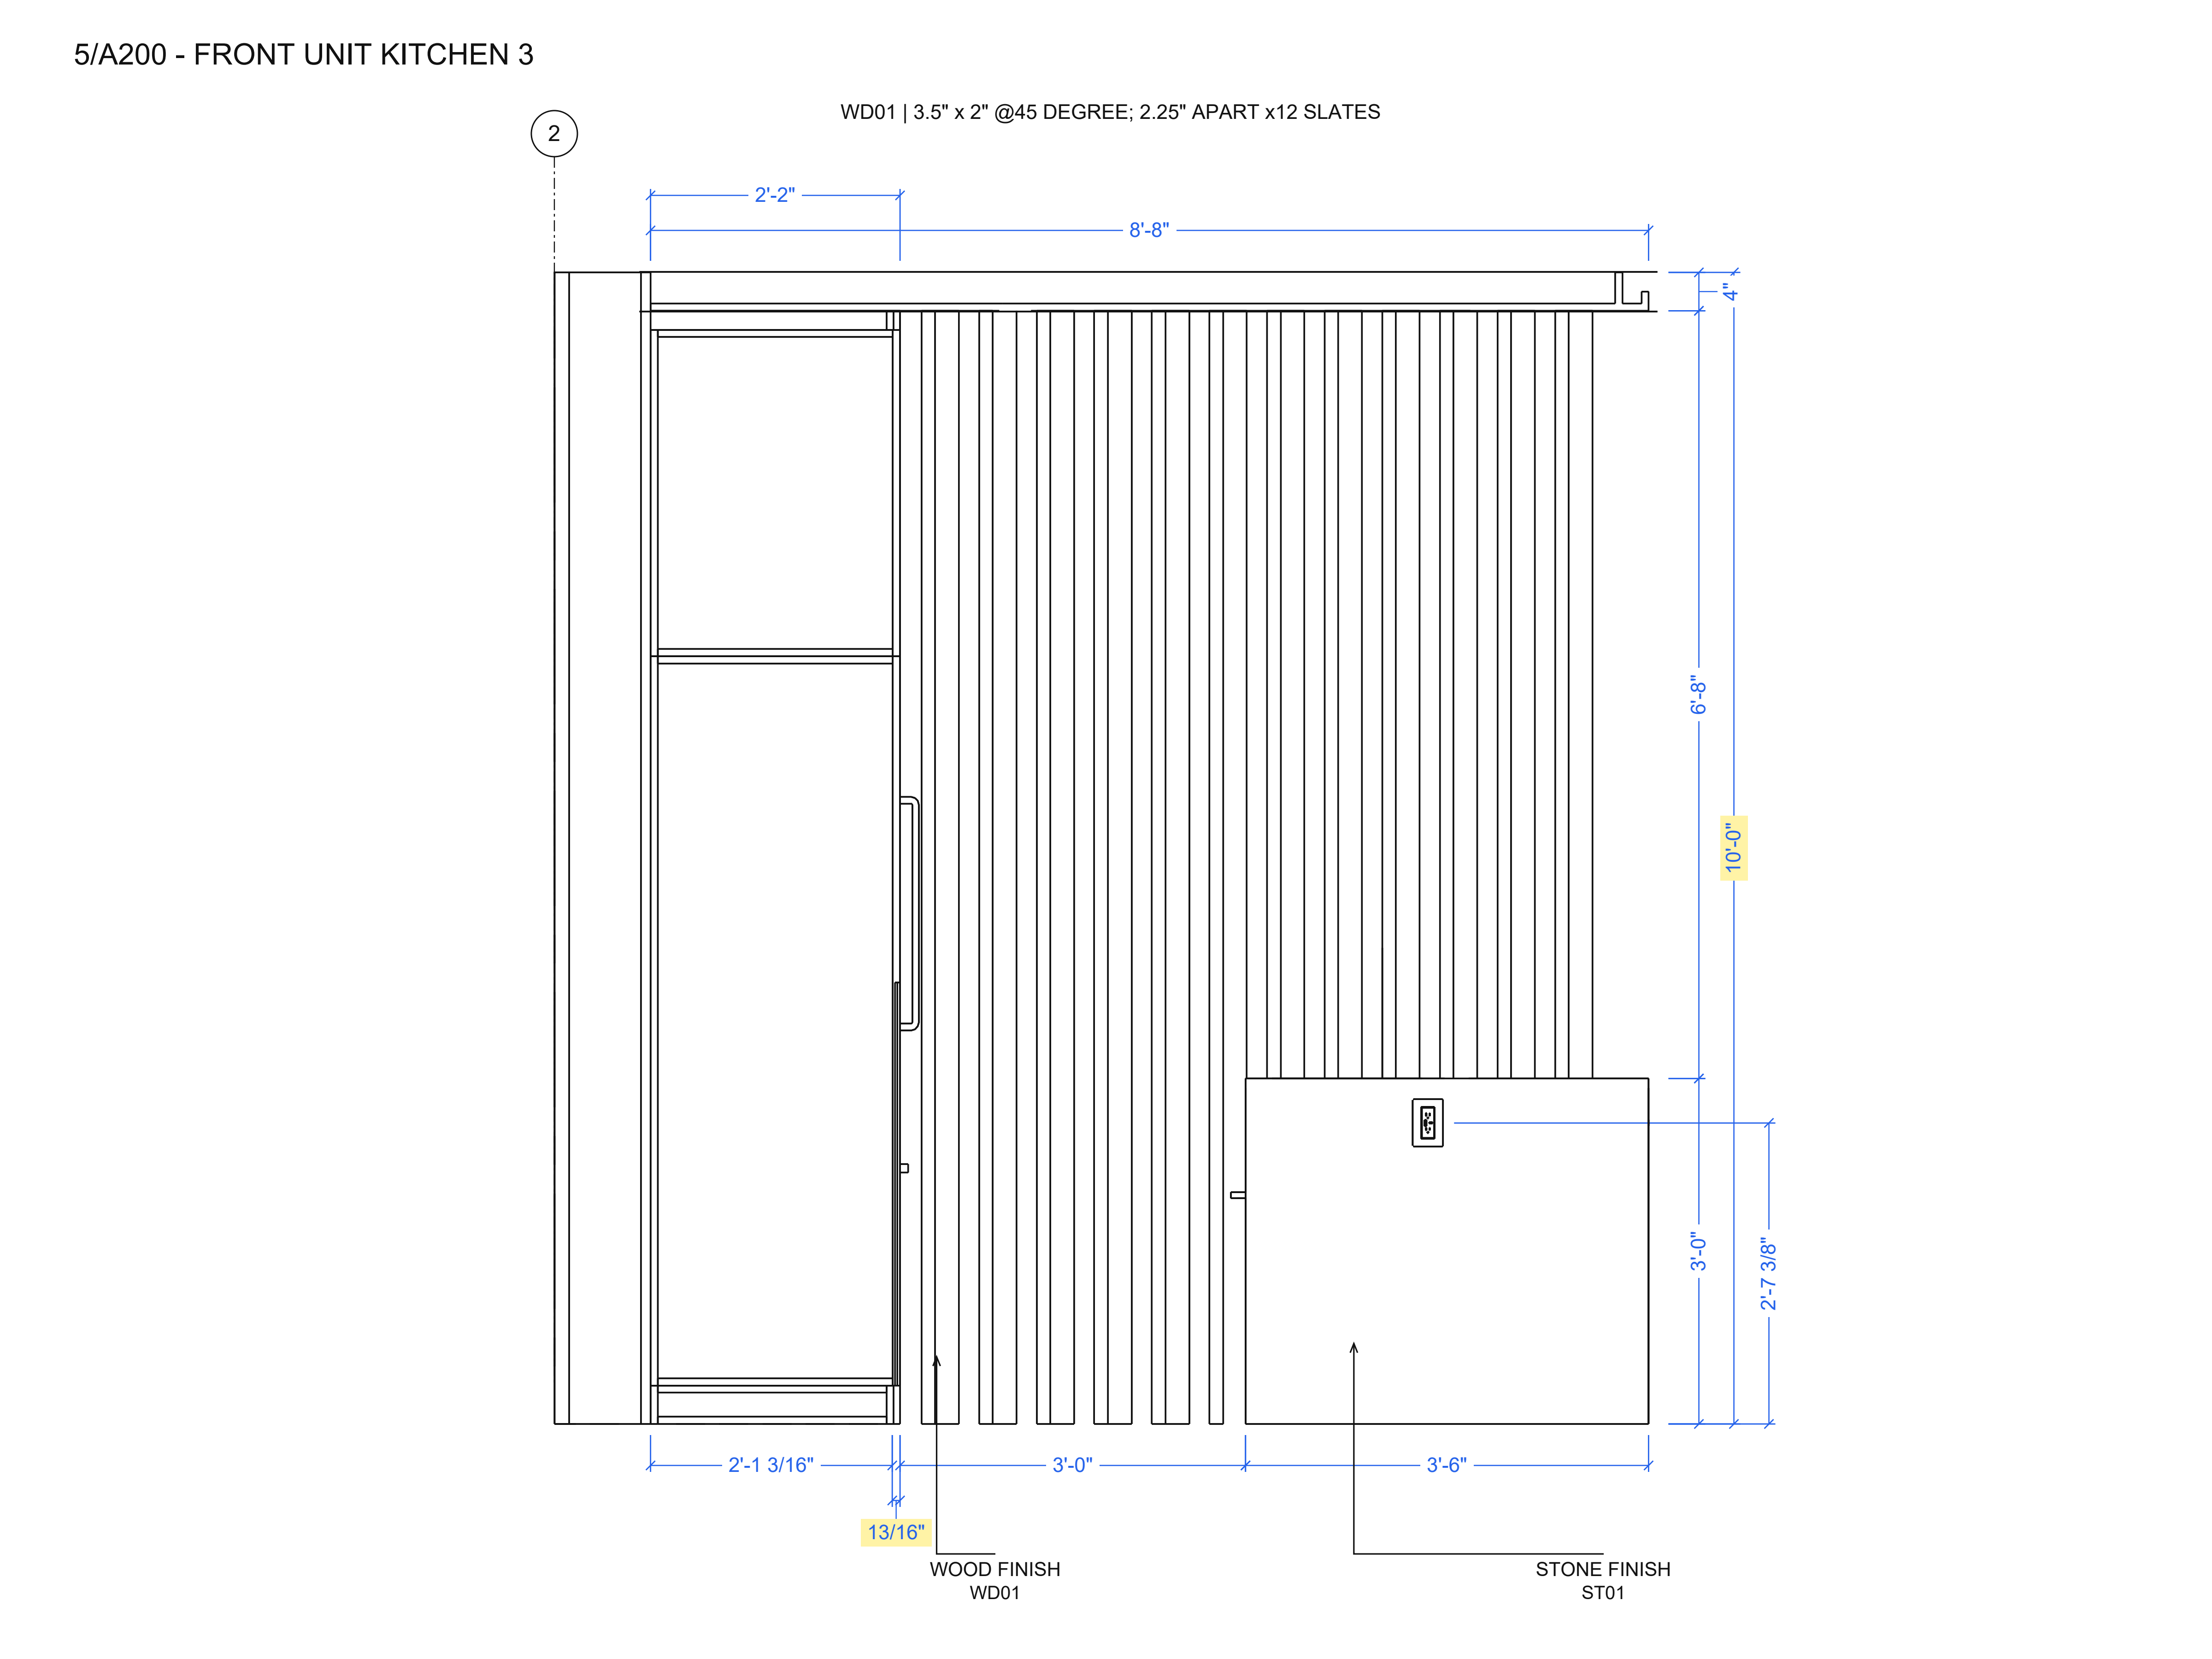 5/A200 - FRONT UNIT KITCHEN 3
WD01 | 3.5" x 2" @45 DEGREE; 2.25" APART x12 SLATES
2
2'-2"
8'-8"
4"
6'-8"
10'-0"
3'-0"
2'-7 3/8"
2'-1 3/16"
3'-0"
3'-6"
13/16"
WOOD FINISH
WD01
STONE FINISH
ST01